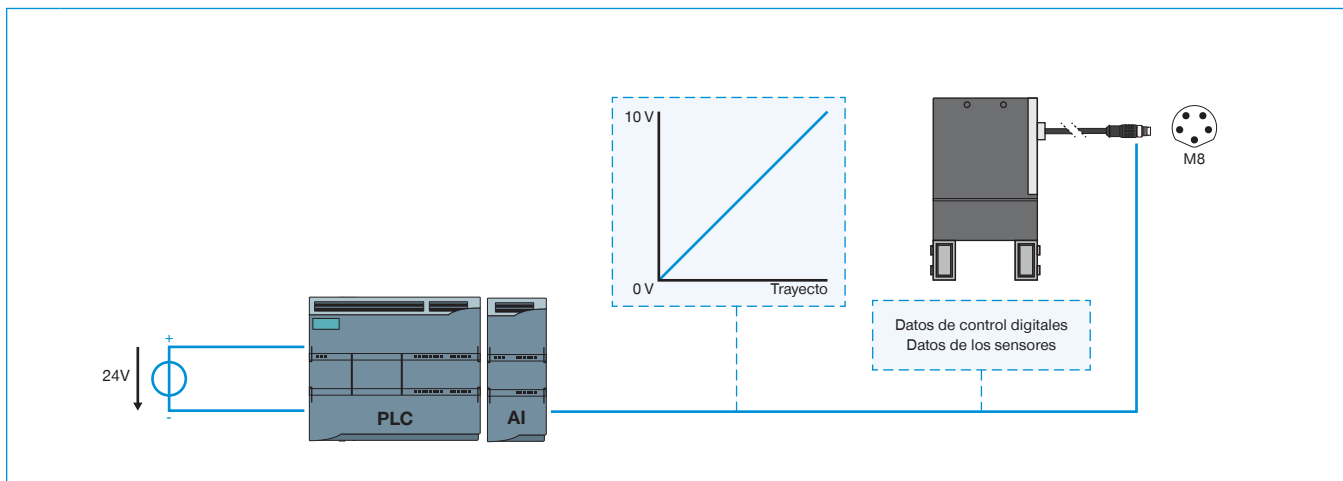 10 V
0 V
Trayecto
M8
Datos de control digitales
Datos de los sensores
+
24V
-
PLC
AI